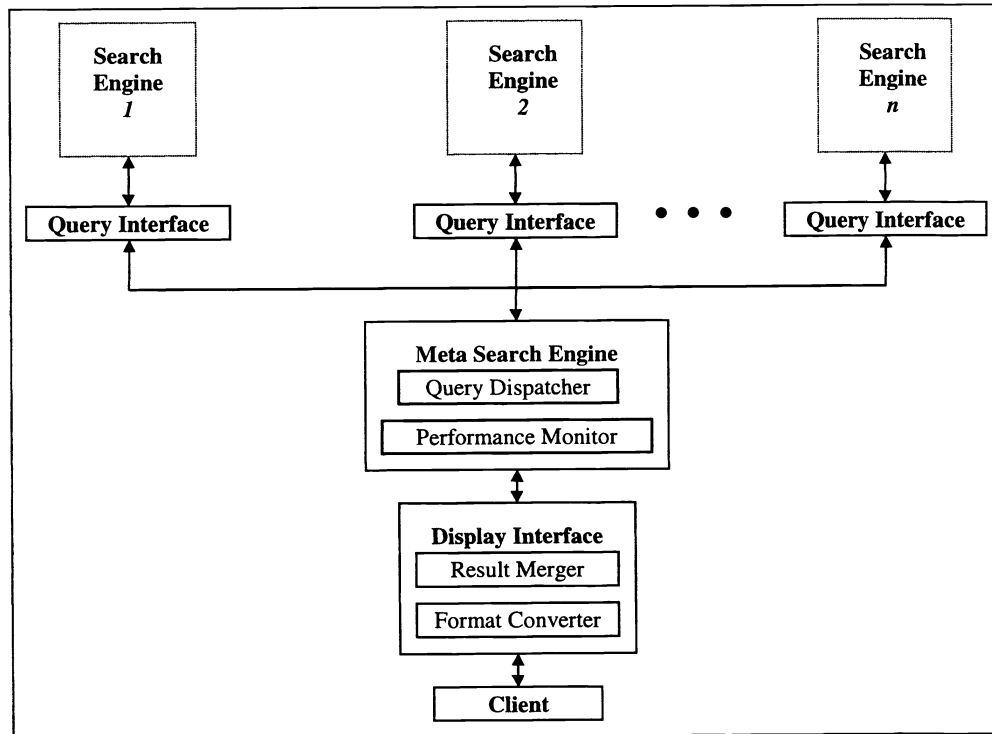 Search
Engine
1
Search
Engine
2
Search
Engine
n
Query Interface
Query Interface
• • •
Query Interface
Meta Search Engine
Query Dispatcher
Performance Monitor
Display Interface
Result Merger
Format Converter
Client